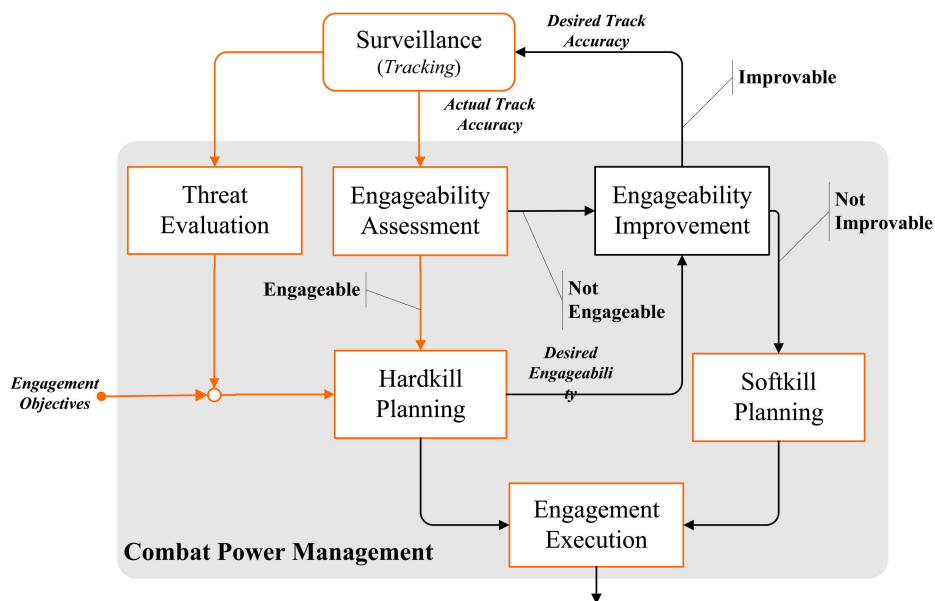 Surveillance
(Tracking)
Desired Track
Accuracy
Improvable
Actual Track
Accuracy
Threat
Evaluation
Engageability
Assessment
Engageability
Improvement
Not
Improvable
Engageable
Not
Engageable
Engagement
Objectives
Hardkill
Planning
Desired
Engageabili
ty
Softkill
Planning
Engagement
Execution
Combat Power Management